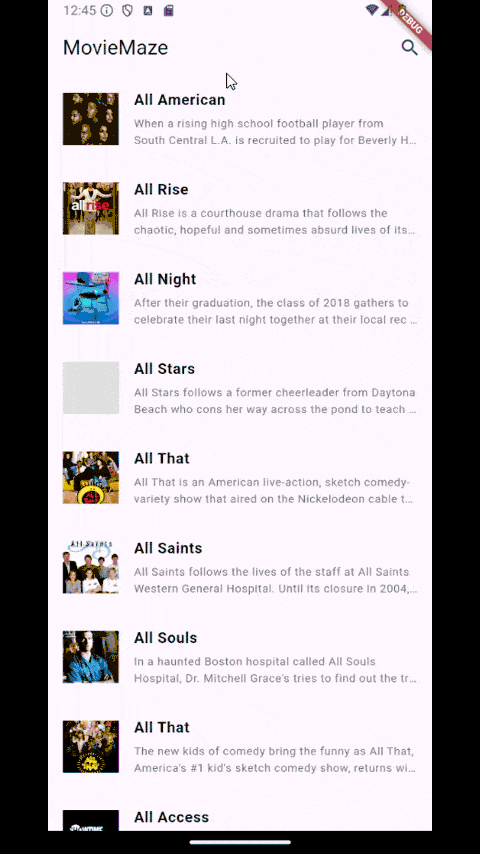 12:45
DEBUG
MovieMaze
All American
When a rising high school football player from
South Central L.A. is recruited to play for Beverly H...
All Rise
allrise
All Rise is a courthouse drama that follows the
chaotic, hopeful and sometimes absurd lives of its...
All Night
After their graduation, the class of 2018 gathers to
celebrate their last night together at their local rec ...
All Stars
All Stars follows a former cheerleader from Daytona
Beach who cons her way across the pond to teach ...
All That
All That is an American live-action, sketch comedy-
variety show that aired on the Nickelodeon cable t...
All Saints
All Saints
All Saints follows the lives of the staff at All Saints
Western General Hospital. Until its closure in 2004,...
All Souls
In a haunted Boston hospital called All Souls
Hospital, Dr. Mitchell Grace's tries to find out the tr...
All That
The new kids of comedy bring the funny as All That,
America's #1 kid's sketch comedy show, returns wi...
All Access
SHOWTIME